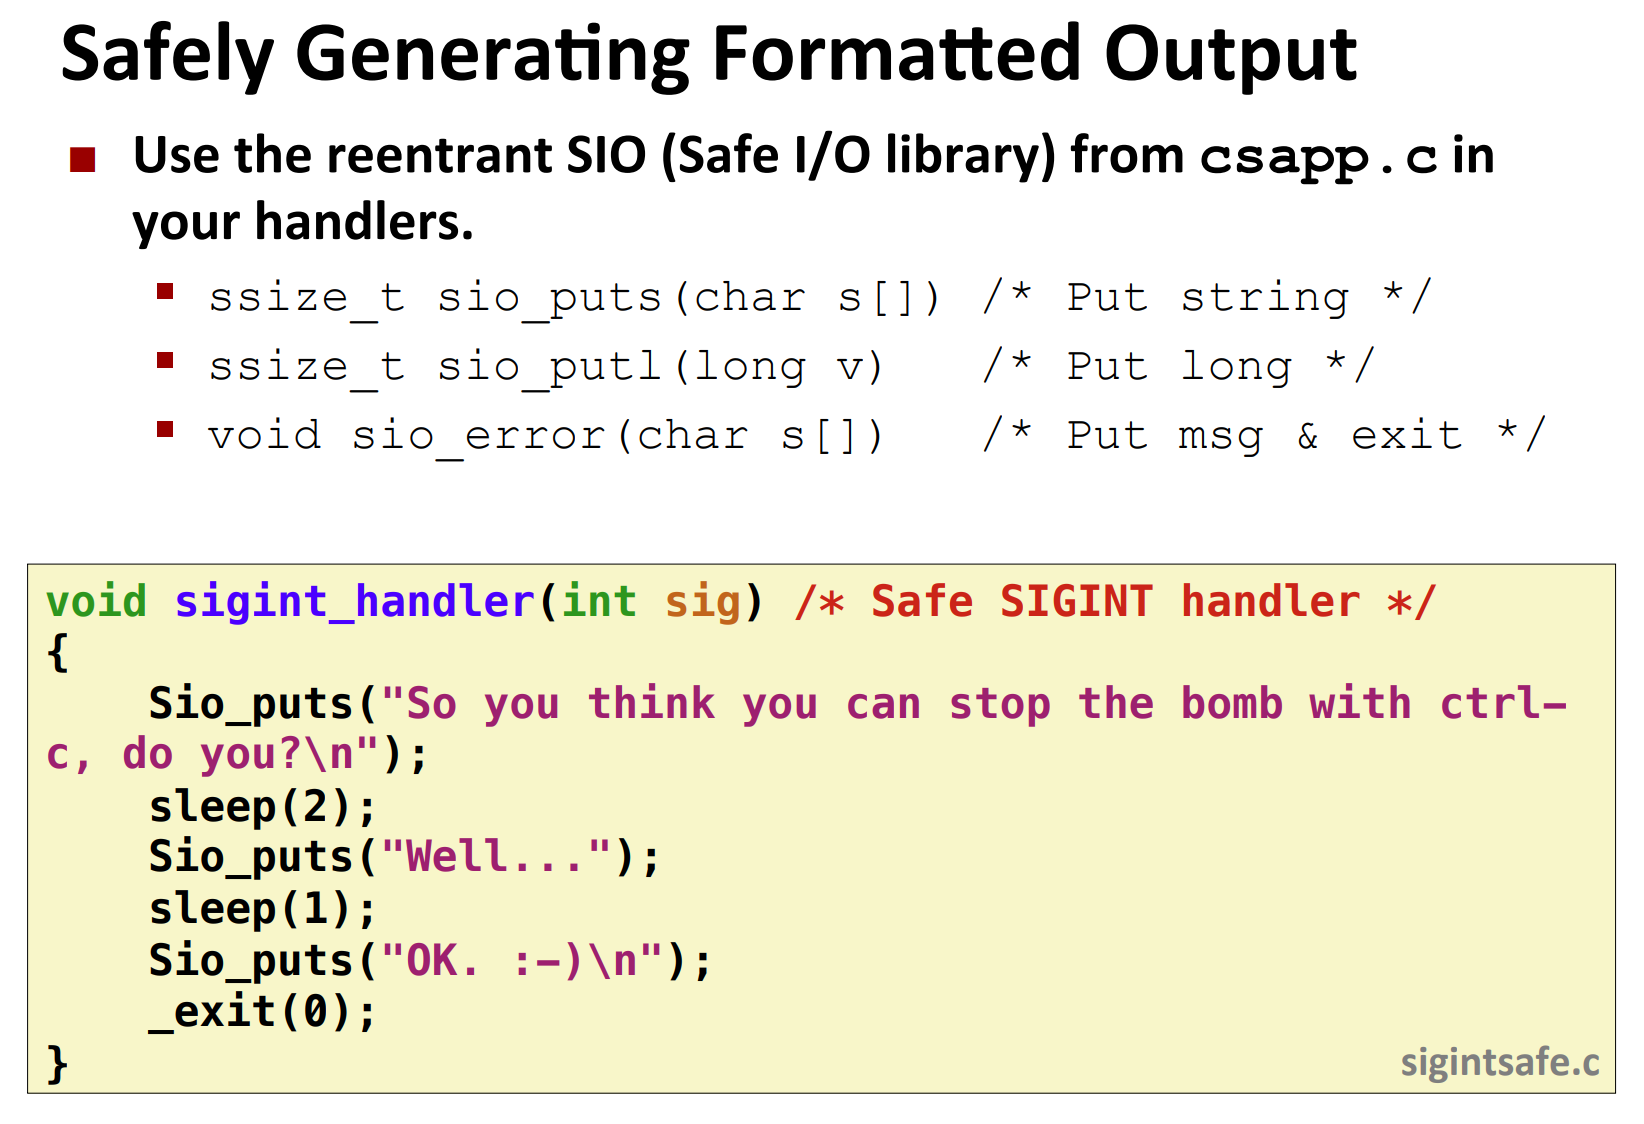 Safely Generating Formatted Output
Use the reentrant SIO (Safe I/O library) from csapp.c in
your handlers.
ssize_t sio_puts(char s[]) /* Put string */
ssize_t sio_putl(long v)   /* Put long */
void sio_error(char s[])   /* Put msg & exit */
void sigint_handler(int sig) /* Safe SIGINT handler */
{
    Sio_puts("So you think you can stop the bomb with ctrl-
c, do you?\n");
    sleep(2);
    Sio_puts("Well...");
    sleep(1);
    Sio_puts("OK. :-)\n");
    _exit(0);
}
sigintsafe.c